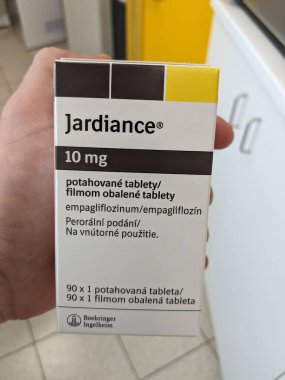 Jardiance®
10 mg
potahované tablety/
filmom obalené tablety
empagliflozinum/empagliflozín
Perorální podání/
Na vnútorné použitie.
90 x 1 potahovaná tableta/
90 x 1 filmom obalená tableta
Boehringer
Ingelheim